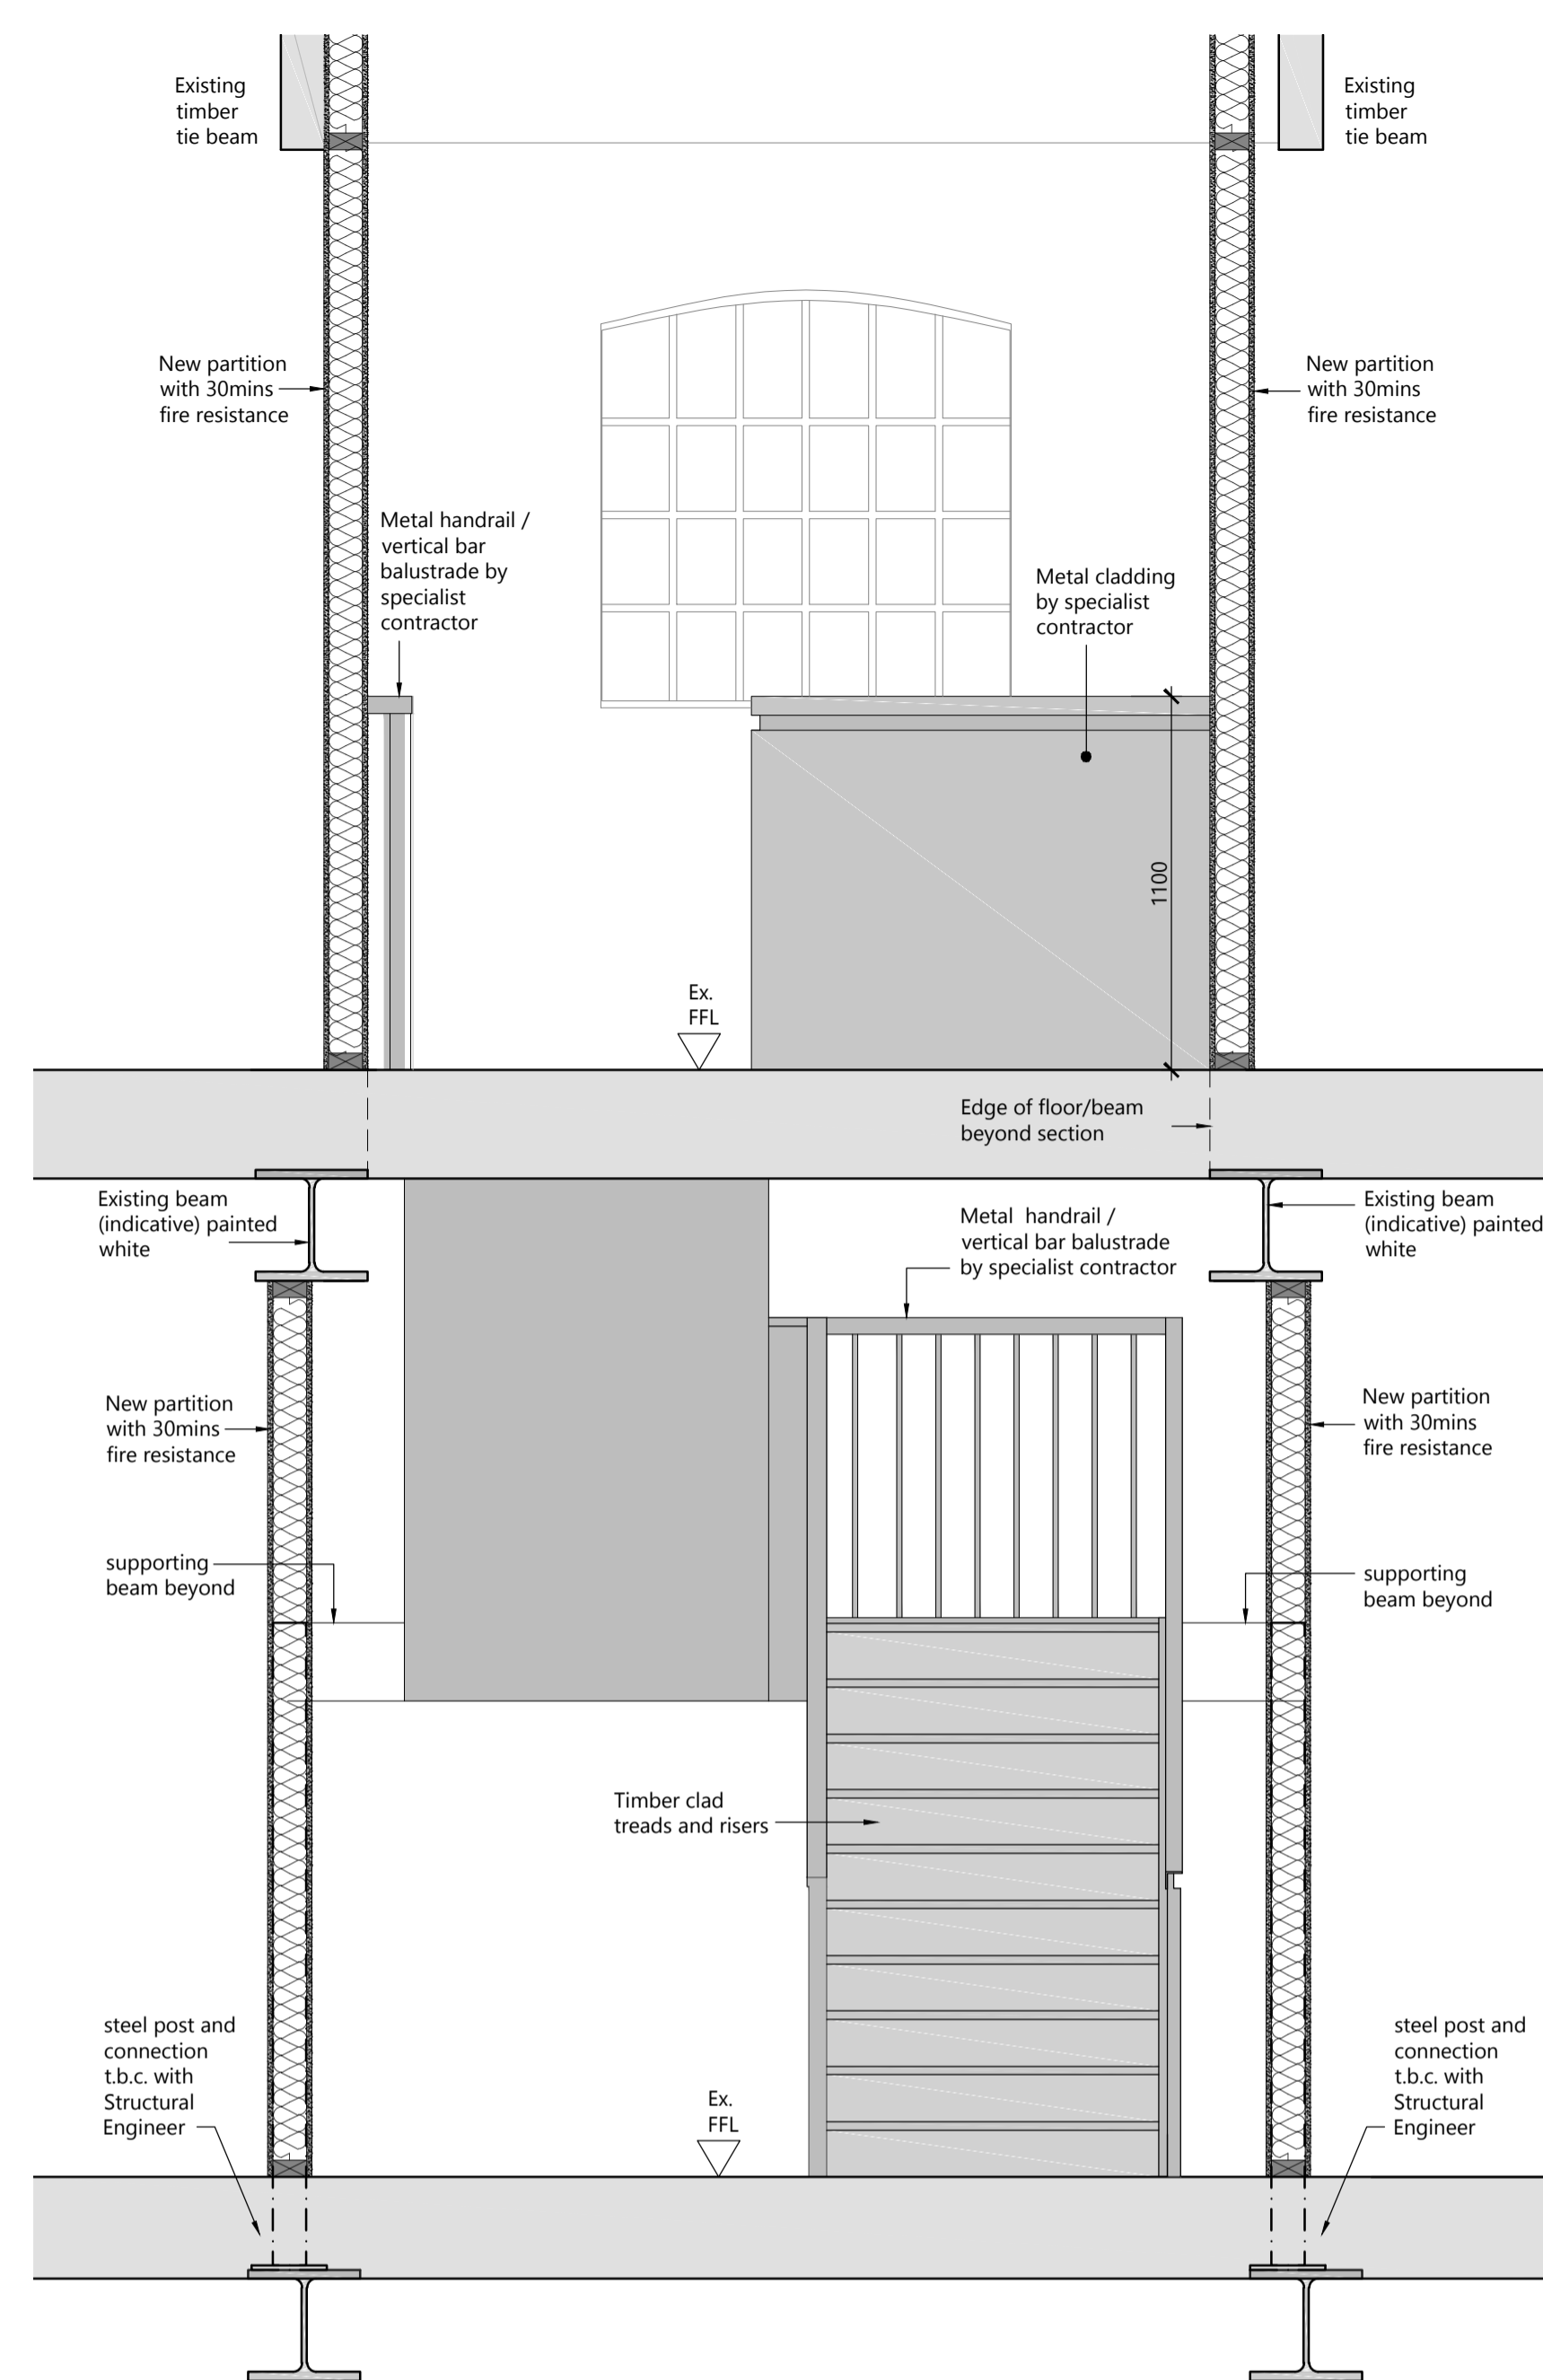 Existing
timber
tie beam
Existing
timber
tie beam
New partition
with 30mins
fire resistance
New partition
with 30mins
fire resistance
Metal handrail /
vertical bar
balustrade by
specialist
contractor
Metal cladding
by specialist
contractor
1100
Ex.
FFL
Edge of floor/beam
beyond section
Existing beam
(indicative) painted
white
Metal handrail /
vertical bar balustrade
by specialist contractor
Existing beam
(indicative) painted
white
New partition
with 30mins
fire resistance
New partition
with 30mins
fire resistance
supporting
beam beyond
supporting
beam beyond
Timber clad
treads and risers
steel post and
connection
t.b.c. with
Structural
Engineer
Ex.
FFL
steel post and
connection
t.b.c. with
Structural
Engineer